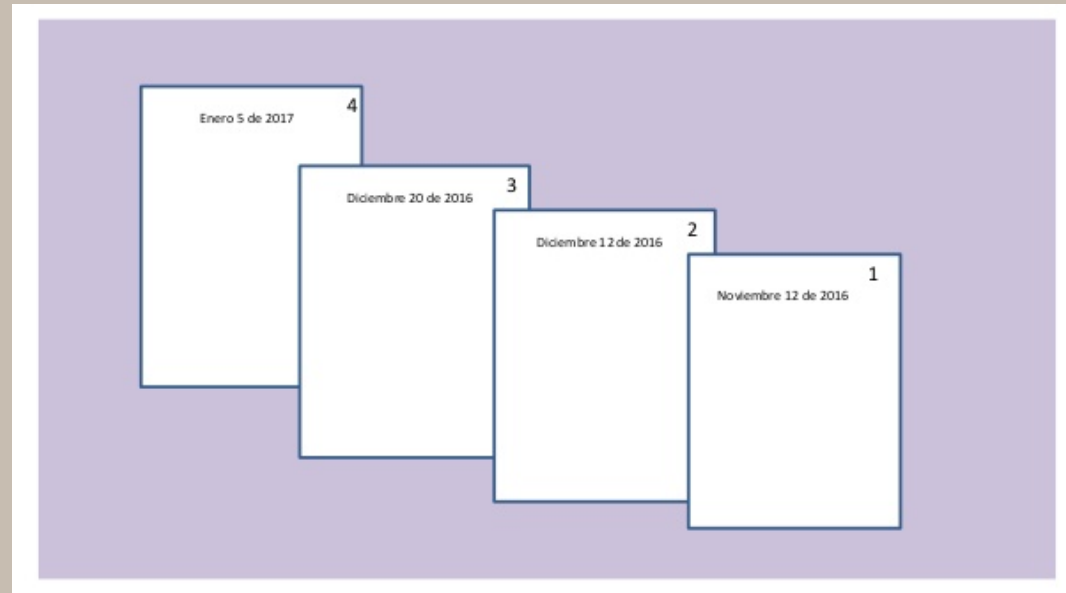 4
Enero 5 de 2017
3
Diciembre 20 de 2016
2
Diciembre 12 de 2016
1
Noviembre 12 de 2016